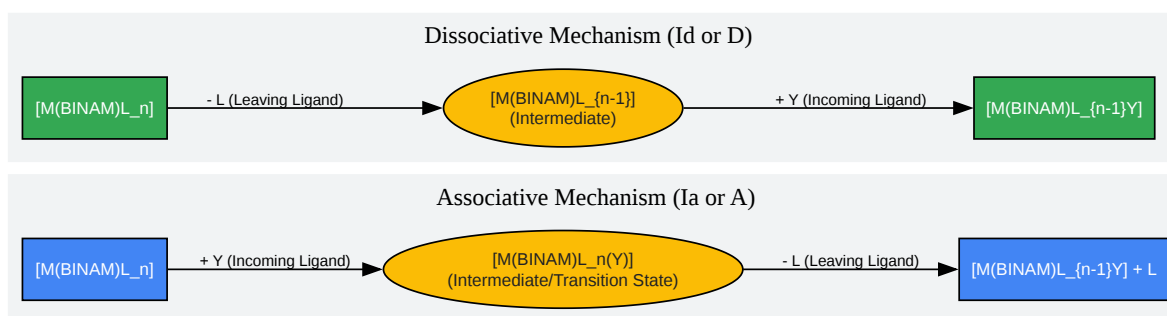 Dissociative Mechanism (Id or D)
[M(BINAM)L_n]
- L (Leaving Ligand)
[M(BINAM)L_{n-1}]
(Intermediate)
+ Y (Incoming Ligand)
[M(BINAM)L_{n-1}Y]
Associative Mechanism (Ia or A)
[M(BINAM)L_n]
+ Y (Incoming Ligand)
[M(BINAM)L_n(Y)]
(Intermediate/Transition State)
- L (Leaving Ligand)
[M(BINAM)L_{n-1}Y] + L